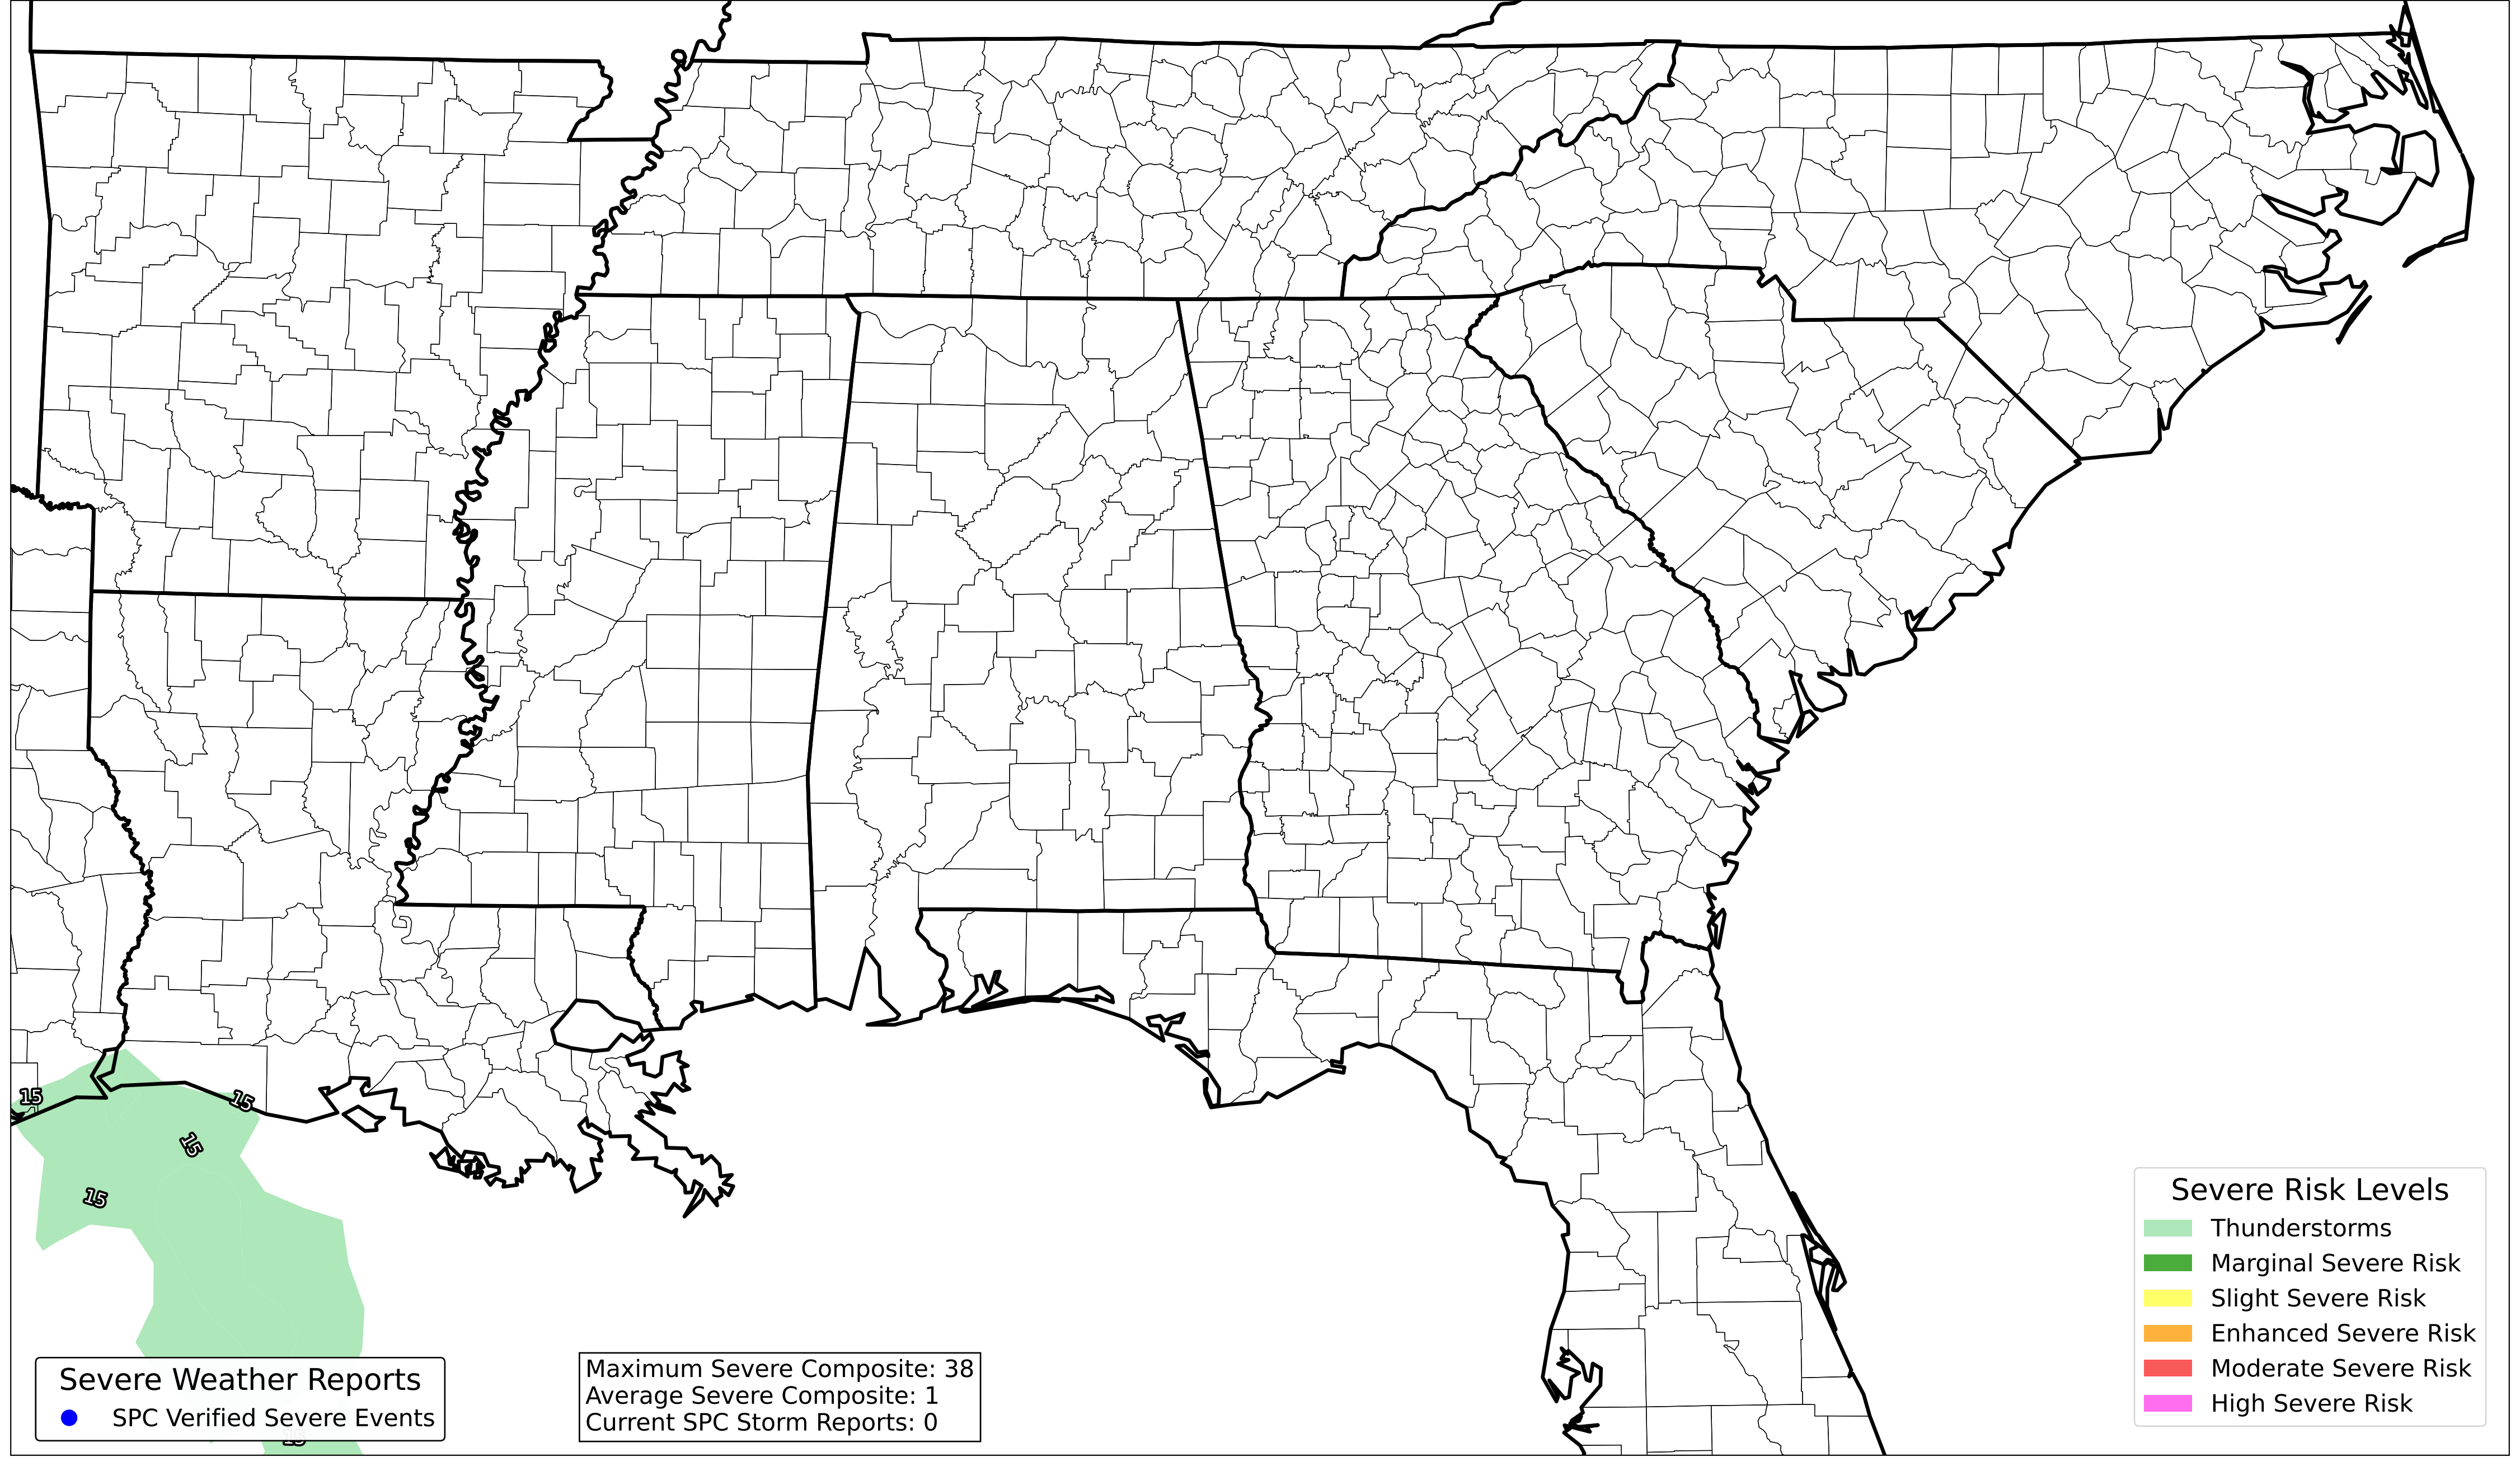 15
15
15
15
15
Severe Weather Reports
SPC Verified Severe Events
Maximum Severe Composite: 38
Average Severe Composite: 1
Current SPC Storm Reports: 0
Severe Risk Levels
Thunderstorms
Marginal Severe Risk
Slight Severe Risk
Enhanced Severe Risk
Moderate Severe Risk
High Severe Risk